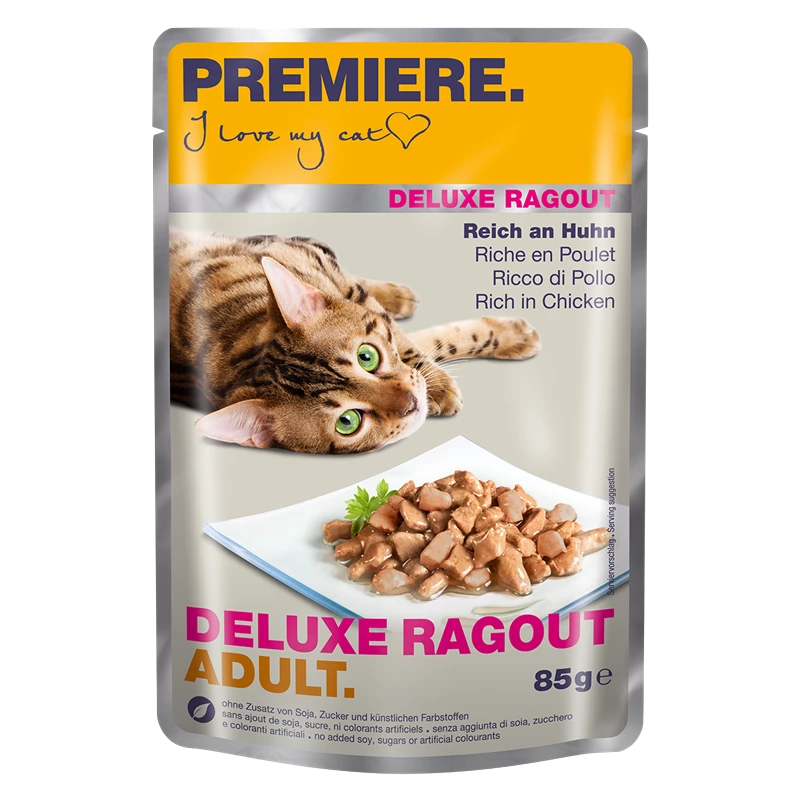 PREMIERE.
I love my cat
DELUXE RAGOUT
Reich an Huhn
Riche en Poulet
Ricco di Pollo
Rich in Chicken
Serviervorschlag • Serving suggestion
DELUXE RAGOUT
ADULT.
85g℮
ohne Zusatz von Soja, Zucker und künstlichen Farbstoffen
sans ajout de soja, sucre, ni colorants artificiels • senza aggiunta di soia, zucchero
e coloranti artificiali • no added soy, sugars or artificial colourants